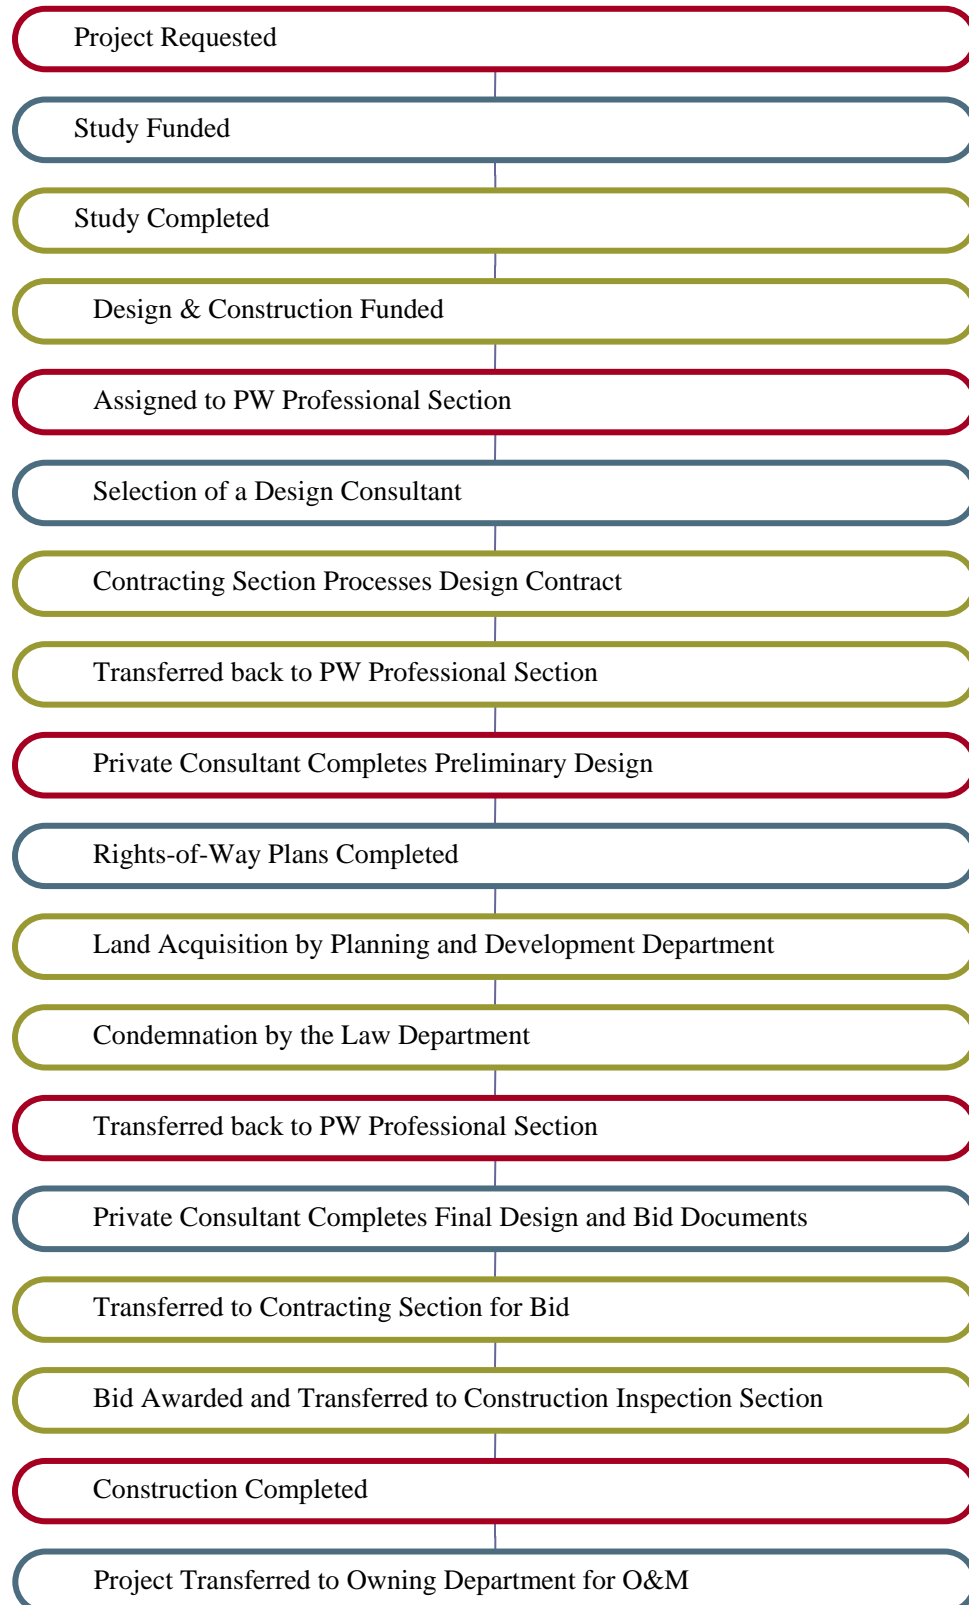 Project Requested
Study Funded
Study Completed
Design & Construction Funded
Assigned to PW Professional Section
Selection of a Design Consultant
Contracting Section Processes Design Contract
Transferred back to PW Professional Section
Private Consultant Completes Preliminary Design
Rights-of-Way Plans Completed
Land Acquisition by Planning and Development Department
Condemnation by the Law Department
Transferred back to PW Professional Section
Private Consultant Completes Final Design and Bid Documents
Transferred to Contracting Section for Bid
Bid Awarded and Transferred to Construction Inspection Section
Construction Completed
Project Transferred to Owning Department for O&M